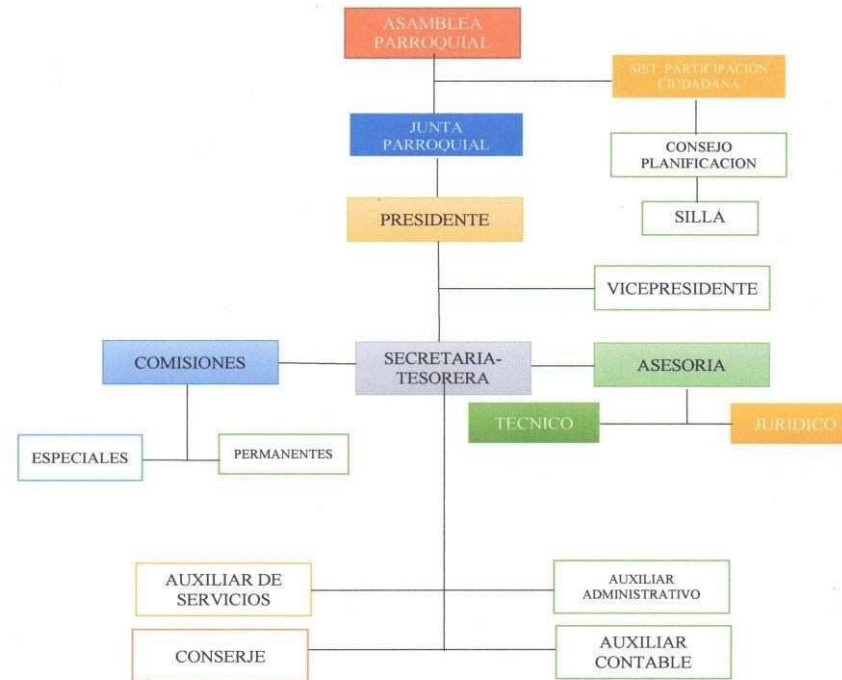 ASAMBLEA
PARROQUIAL
SIST. PARTICIPACION
CIUDADANA
JUNTA
PARROQUIAL
CONSEJO
PLANIFICACION
PRESIDENTE
SILLA
VICEPRESIDENTE
COMISIONES
SECRETARIA-
TESORERA
ASESORIA
TECNICO
JURIDICO
ESPECIALES
PERMANENTES
AUXILIAR DE
SERVICIOS
AUXILIAR
ADMINISTRATIVO
CONSERJE
AUXILIAR
CONTABLE